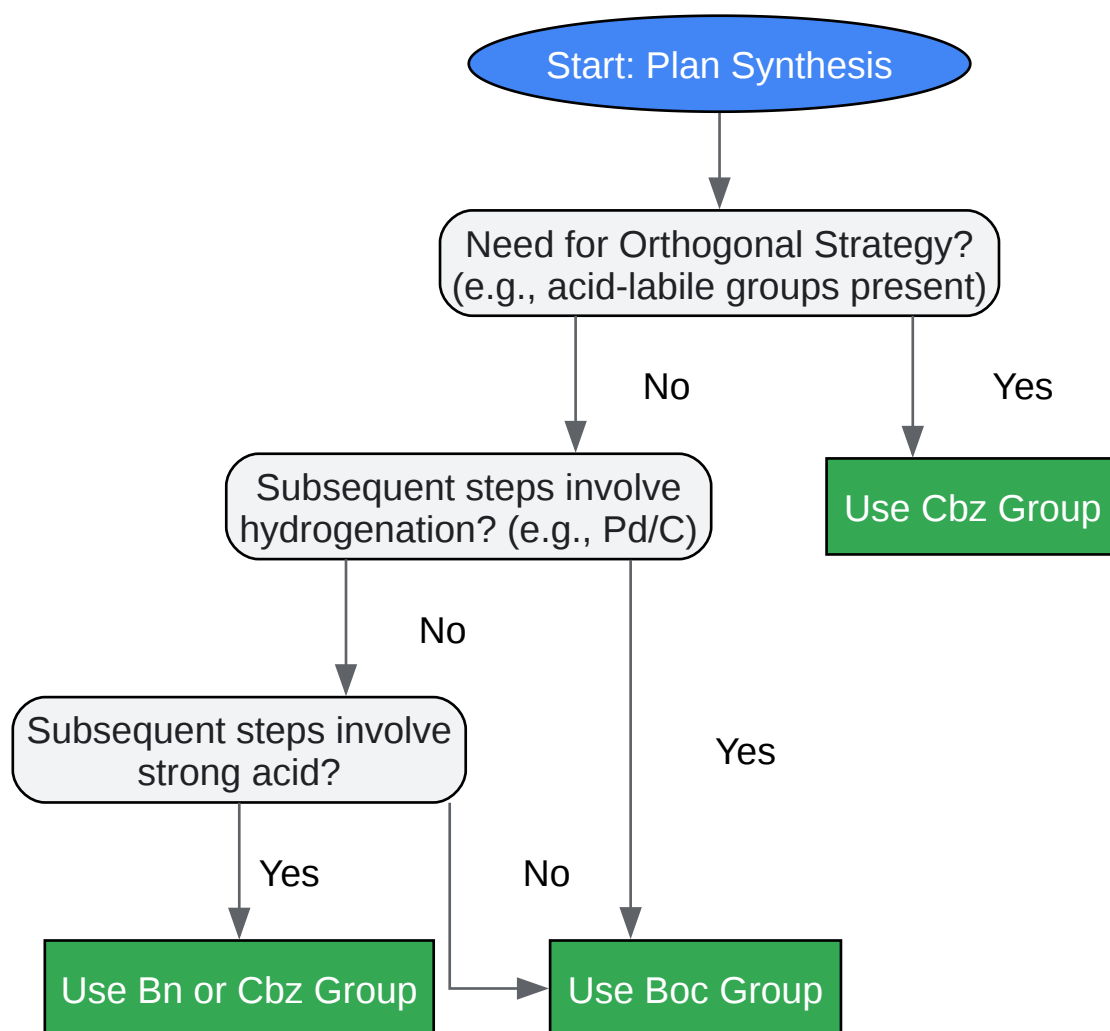 Start: Plan Synthesis
Need for Orthogonal Strategy?
(e.g., acid-labile groups present)
No
Yes
Subsequent steps involve
hydrogenation? (e.g., Pd/C)
Use Cbz Group
No
Subsequent steps involve
strong acid?
Yes
Yes
No
Use Bn or Cbz Group
Use Boc Group